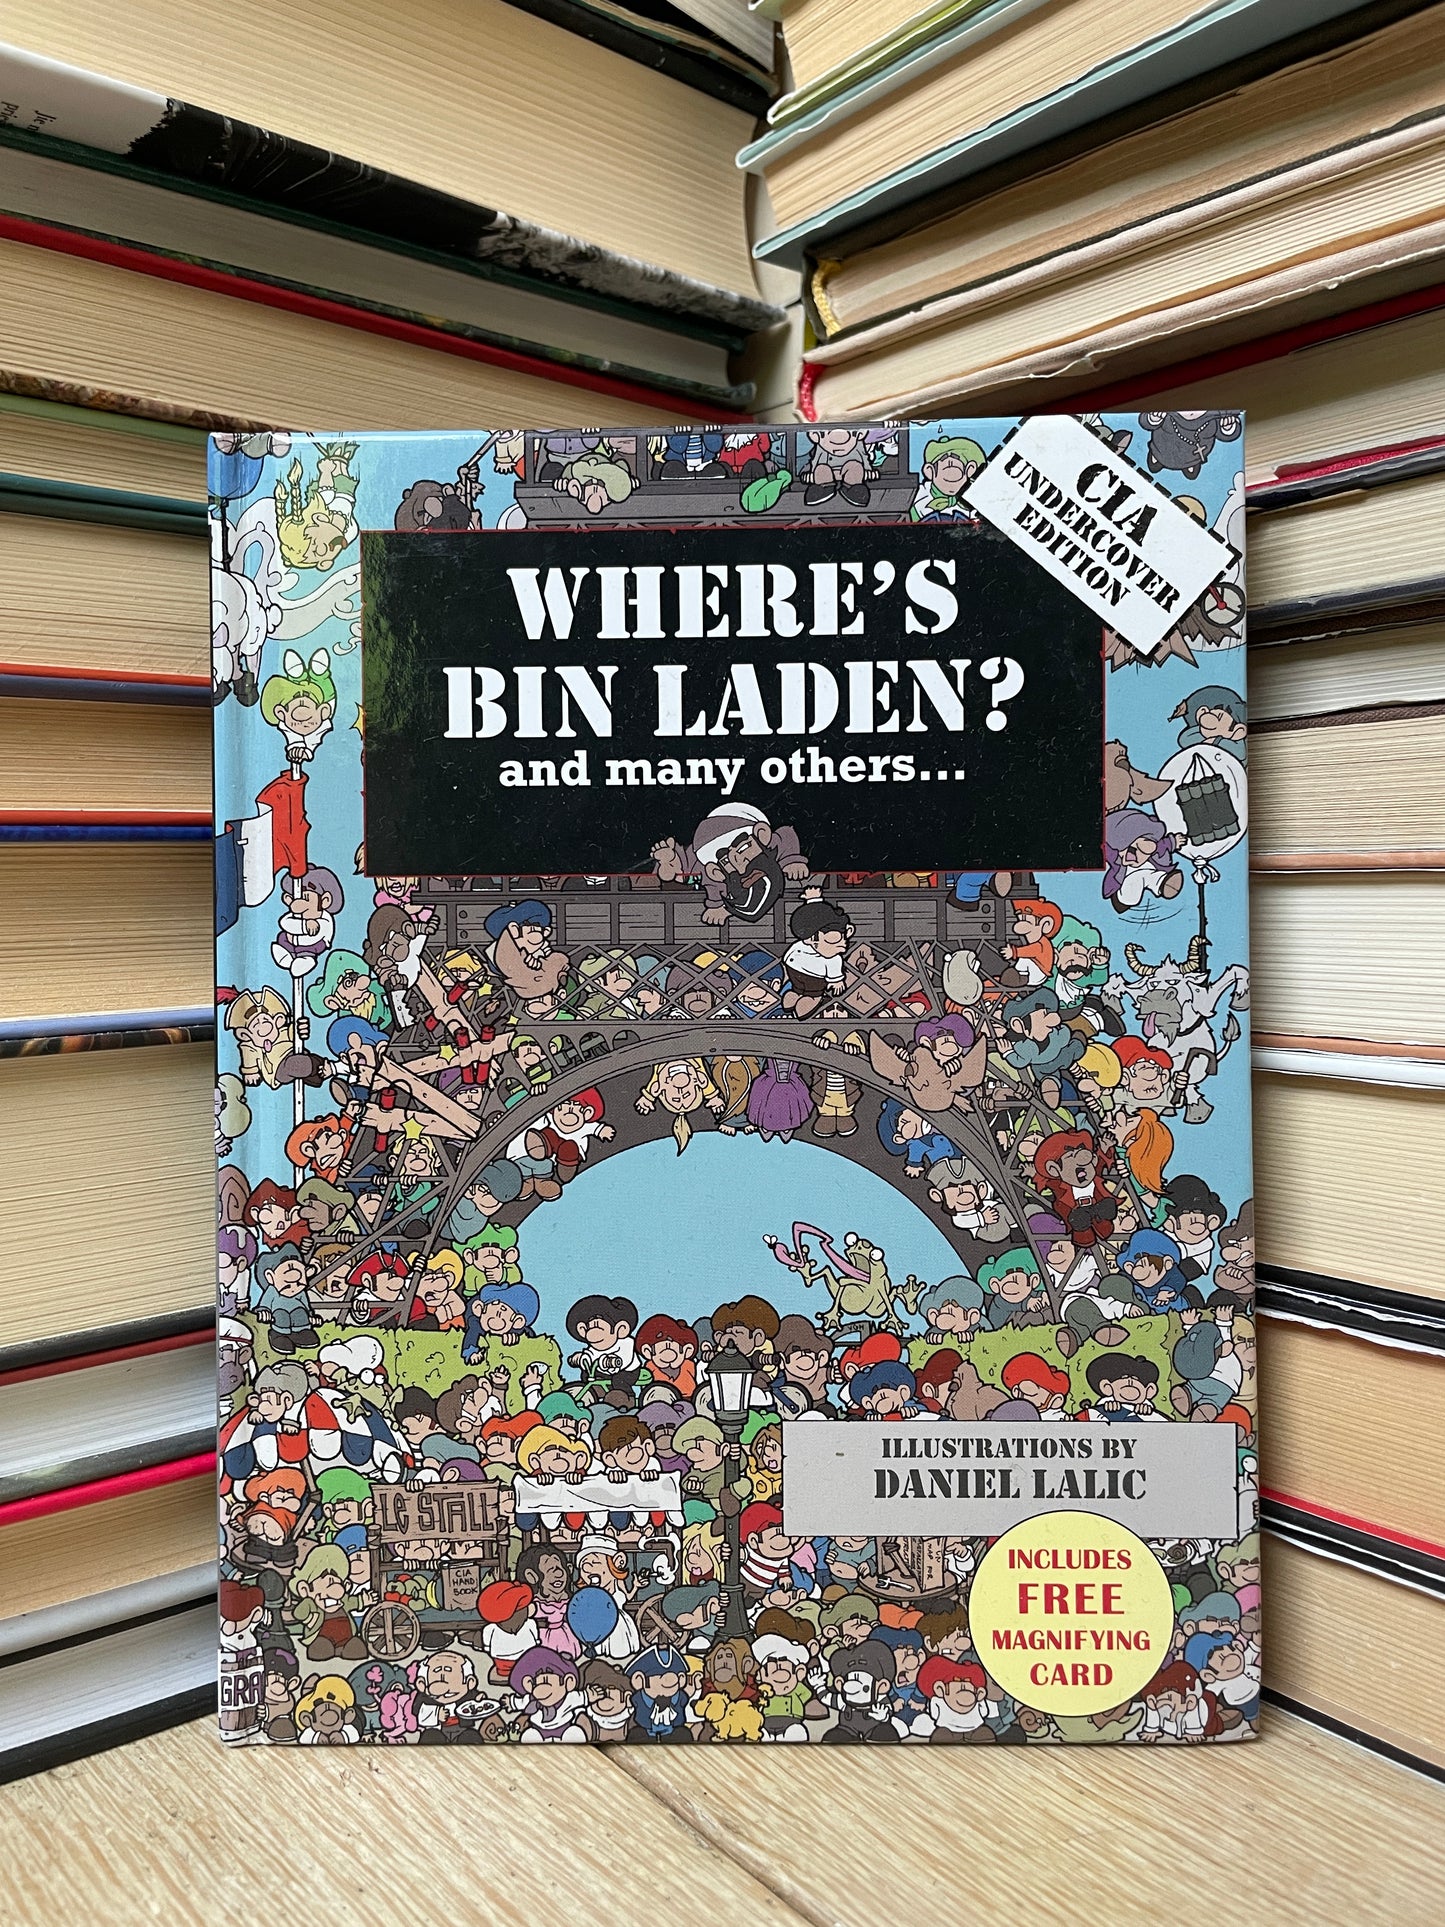 CIA
UNDERCOVER
EDITION
WHERE'S
BIN LADEN?
and many others...
LE STALL
CIA
HAND
BOOK
ILLUSTRATIONS BY
DANIEL LALIC
INCLUDES
FREE
MAGNIFYING
CARD
GRA